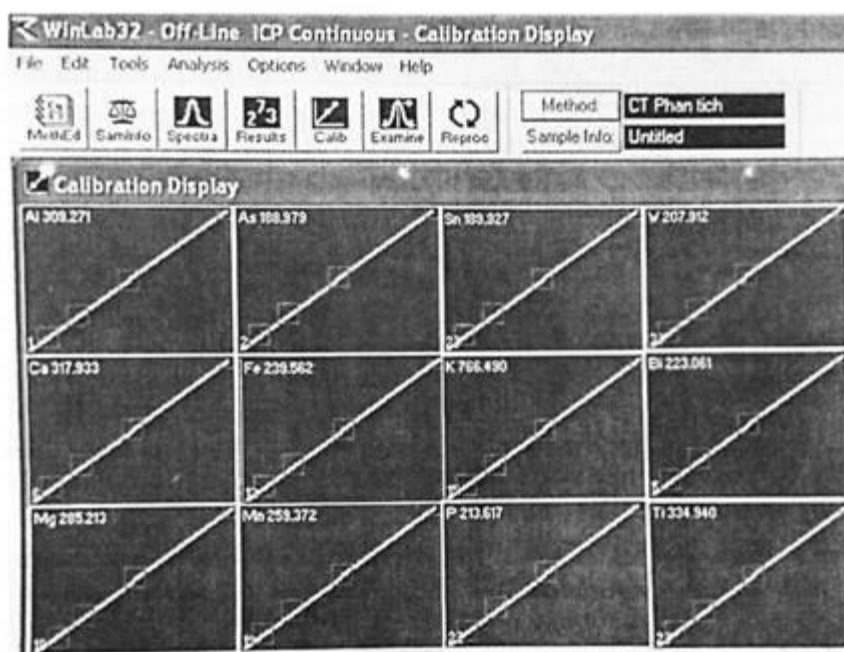 WinLab32 - Off-Line ICP Continuous - Calibration Display
File Edit Tools Analysis Options Window Help
MethEd SamInfo Spectra Results Calib Examine Reproc
Method CT Phan tich
Sample Info: Untitled
Calibration Display
Al 309.271 As 188.979 Sn 189.927 W 207.912
1 2
Ca 317.933 Fe 239.562 K 766.490 Bi 223.061
Mg 285.213 Mn 259.372 P 213.617 Ti 334.940